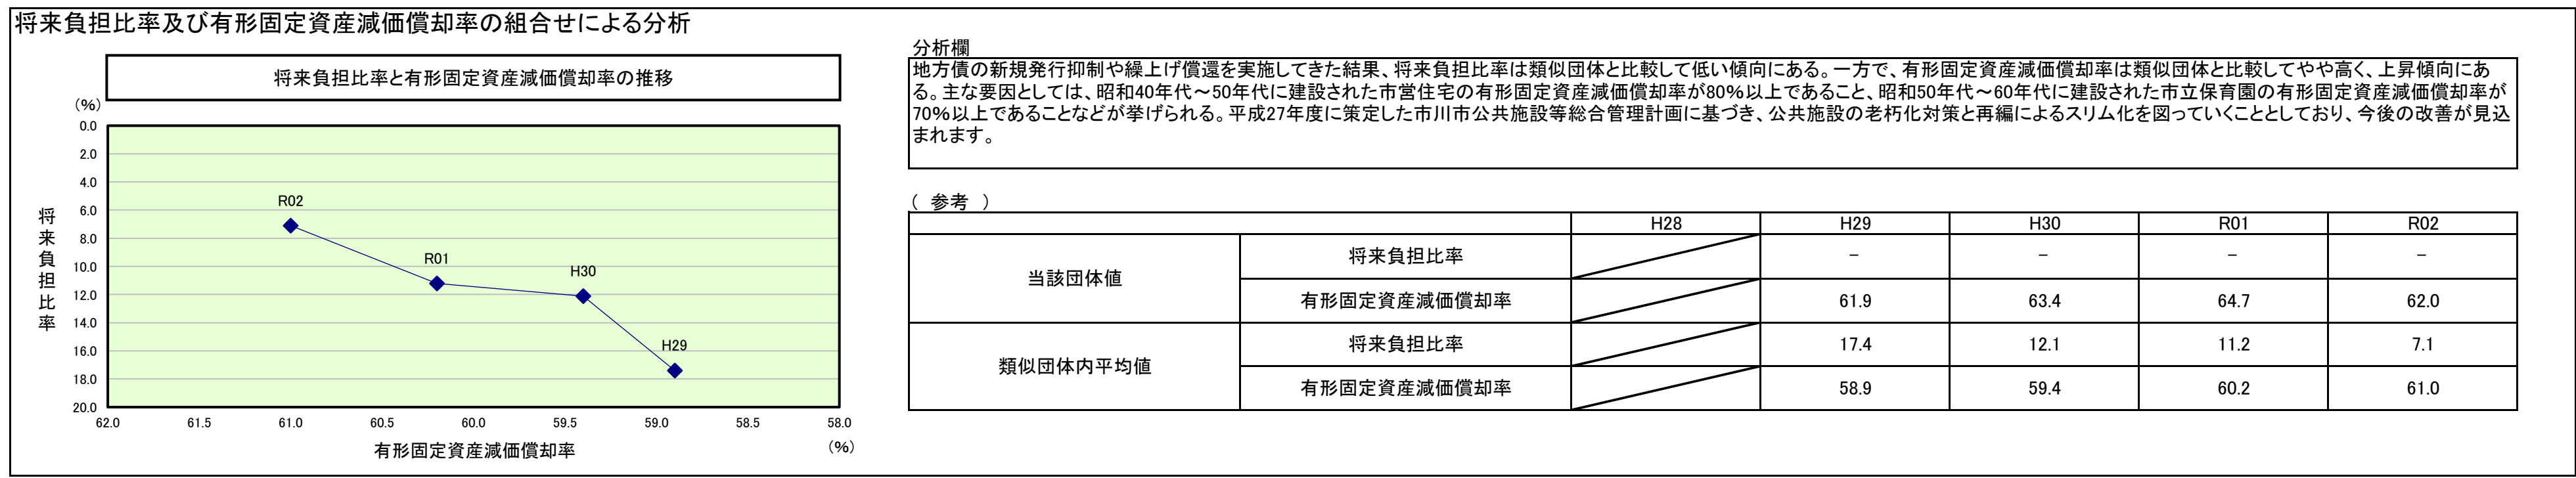 将来負担比率及び有形固定資産減価償却率の組合せによる分析
将来負担比率と有形固定資産減価償却率の推移
(%)
0.0
2.0
4.0
6.0
8.0
10.0
12.0
14.0
16.0
18.0
20.0
将来負担比率
R02
R01
H30
H29
62.0 61.5 61.0 60.5 60.0 59.5 59.0 58.5 58.0
有形固定資産減価償却率
(%)
分析欄
地方債の新規発行抑制や繰上げ償還を実施してきた結果、将来負担比率は類似団体と比較して低い傾向にある。一方で、有形固定資産減価償却率は類似団体と比較してやや高く、上昇傾向にあ
る。主な要因としては、昭和40年代～50年代に建設された市営住宅の有形固定資産減価償却率が80％以上であること、昭和50年代～60年代に建設された市立保育園の有形固定資産減価償却率が
70％以上であることなどが挙げられる。平成27年度に策定した市川市公共施設等総合管理計画に基づき、公共施設の老朽化対策と再編によるスリム化を図っていくこととしており、今後の改善が見込
まれます。
（ 参考 ）
H28 H29 H30 R01 R02
当該団体値
将来負担比率 － － － －
有形固定資産減価償却率 61.9 63.4 64.7 62.0
類似団体内平均値
将来負担比率 17.4 12.1 11.2 7.1
有形固定資産減価償却率 58.9 59.4 60.2 61.0